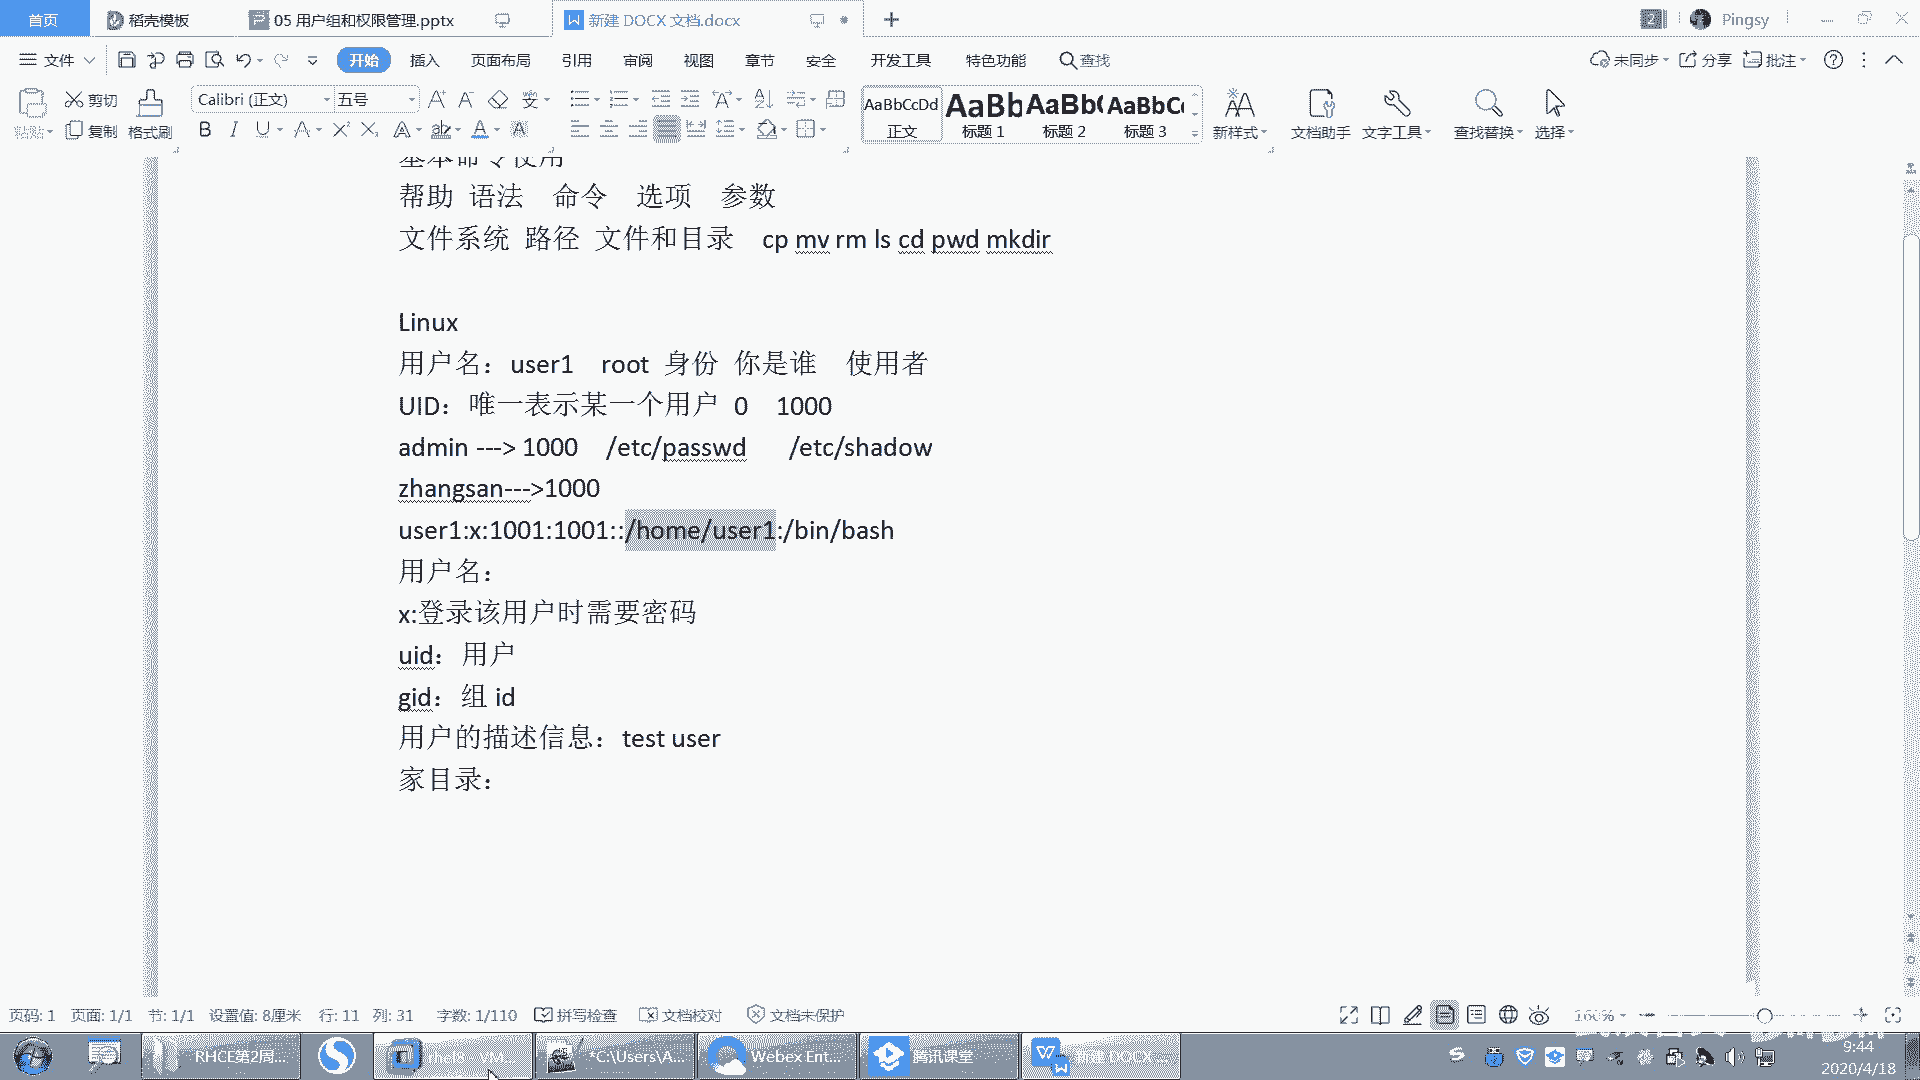 首页 稻壳模板 05 用户组和权限管理.pptx 新建 DOCX 文档.docx 2 Pingsy
文件 开始 插入 页面布局 引用 审阅 视图 章节 安全 开发工具 特色功能 查找 未同步 分享 批注
粘贴 剪切 复制 格式刷 Calibri (正文) 五号 AaBbCcDd 正文 标题 1 标题 2 标题 3 新样式 文档助手 文字工具 查找替换 选择
基本命令使用
帮助 语法 命令 选项 参数
文件系统 路径 文件和目录 cp mv rm ls cd pwd mkdir
Linux
用户名：user1 root 身份 你是谁 使用者
UID：唯一表示某一个用户 0 1000
admin ---> 1000 /etc/passwd /etc/shadow
zhangsan--->1000
user1:x:1001:1001::/home/user1:/bin/bash
用户名：
x:登录该用户时需要密码
uid：用户
gid：组 id
用户的描述信息：test user
家目录：
页码: 1 页面: 1/1 节: 1/1 设置值: 8厘米 行: 11 列: 31 字数: 1/110 拼写检查 文档校对 文档未保护 160%
RHCE第2周... rhel8 - VM... *C:\Users\A... Webex Ent... 腾讯课堂 新建 DOCX ... 9:44
2020/4/18